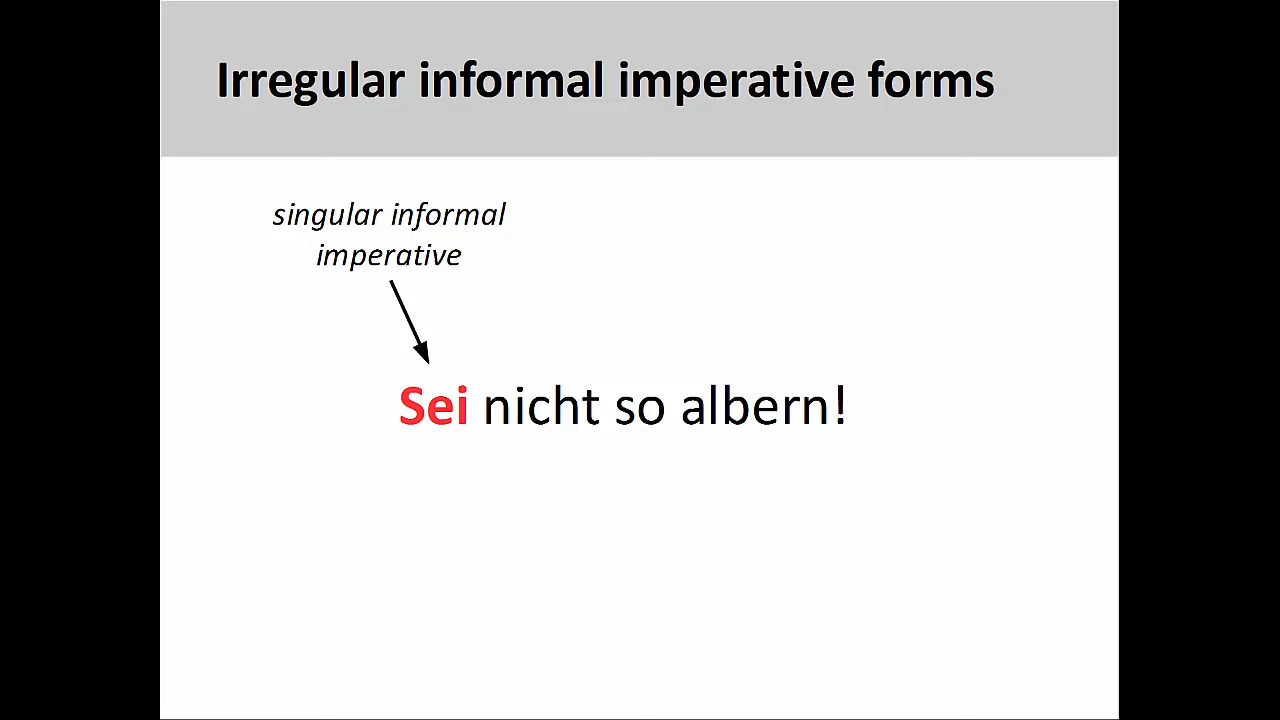 Irregular informal imperative forms
singular informal
imperative
Sei nicht so albern!